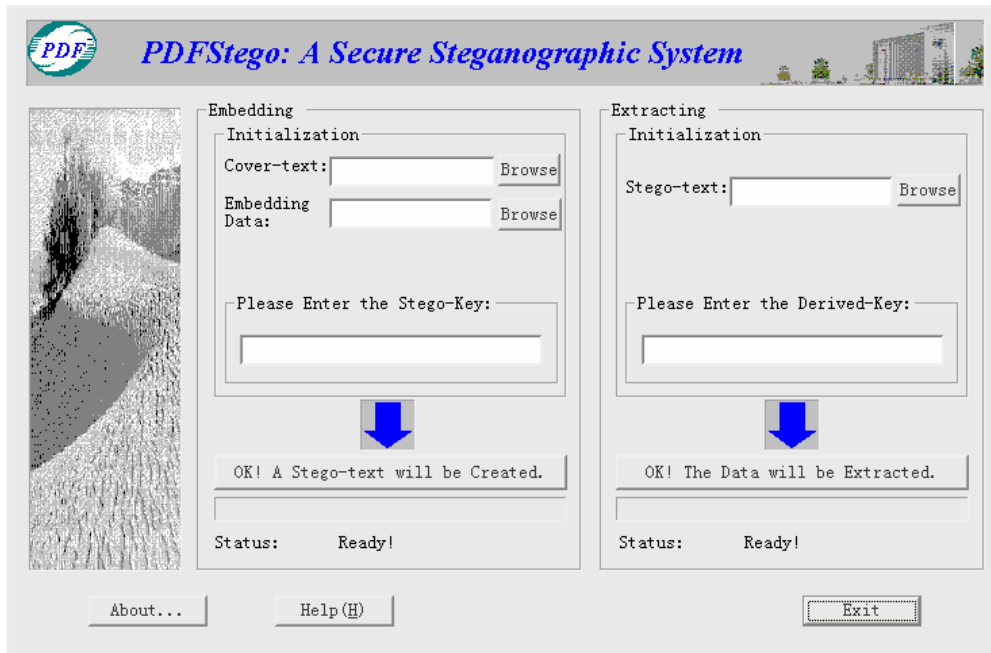 PDF
PDFStego: A Secure Steganographic System
Embedding
Initialization
Cover-text:
Browse
Embedding
Data:
Browse
Please Enter the Stego-Key:
OK! A Stego-text will be Created.
Status: Ready!
Extracting
Initialization
Stego-text:
Browse
Please Enter the Derived-Key:
OK! The Data will be Extracted.
Status: Ready!
About...
Help(H)
Exit